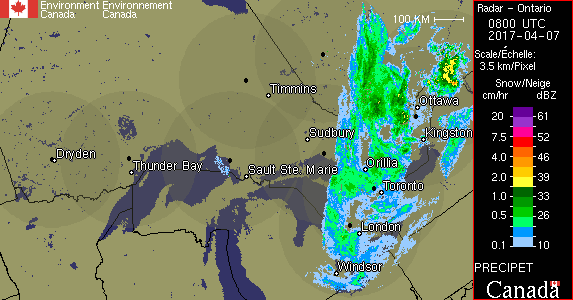 Environment Environnement
Canada Canada
100 KM
Radar - Ontario
0800 UTC
2017-04-07
Scale/Échelle:
3.5 km/Pixel
Snow/Neige
cm/hr dBZ
20 61
7.5 52
4.0 46
2.0 39
1.0 33
0.5 26
0.1 10
PRECIPET
Canada
Timmins
Ottawa
Sudbury
Kingston
Dryden
Thunder Bay
Sault Ste. Marie
Orillia
Toronto
London
Windsor